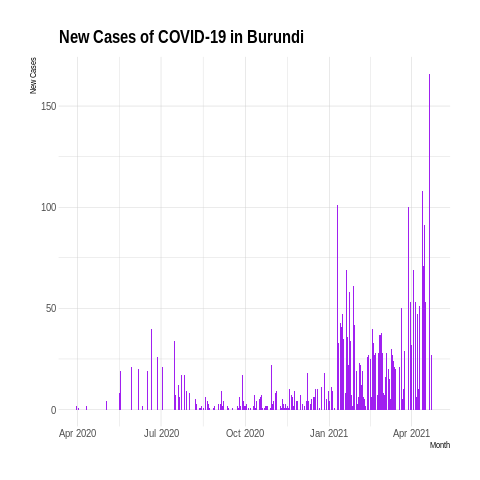 New Cases of COVID-19 in Burundi
New Cases
150
100
50
0
Apr 2020 Jul 2020 Oct 2020 Jan 2021 Apr 2021
Month